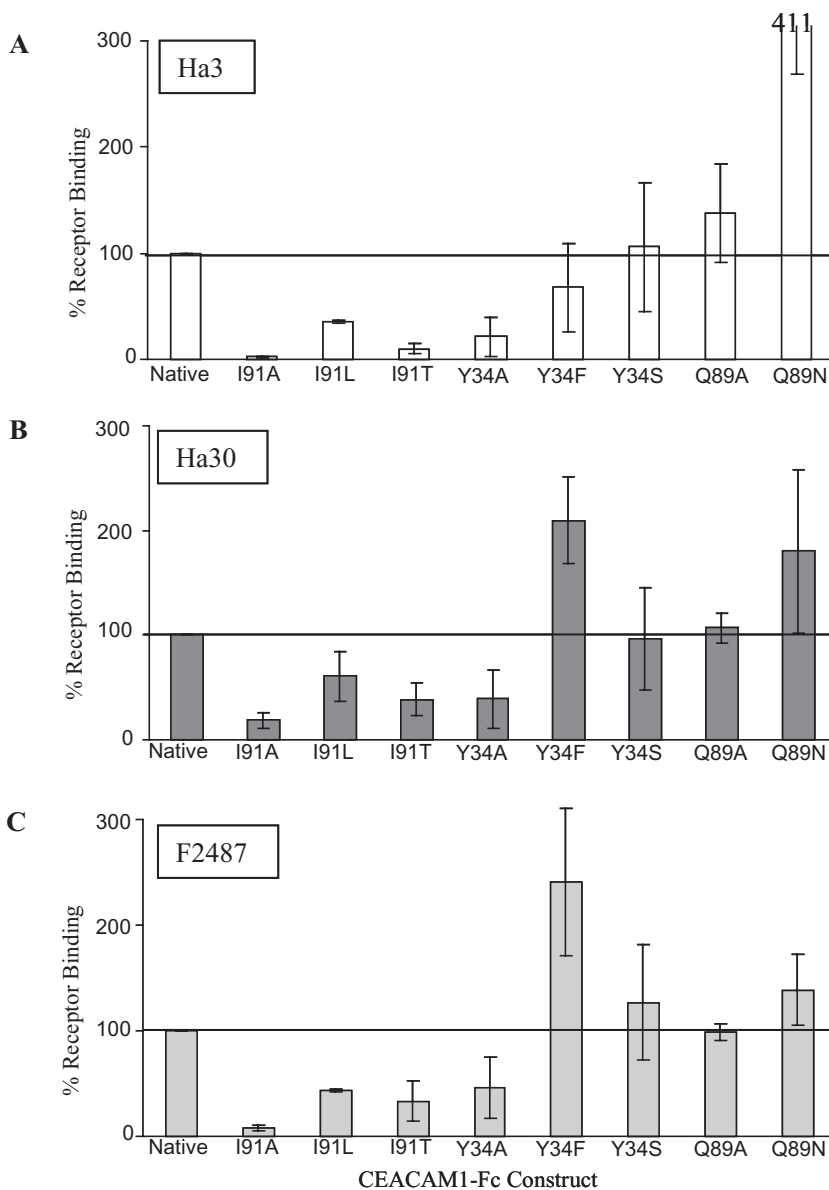 A
Ha3
411
300
200
100
0
% Receptor Binding
Native I91A I91L I91T Y34A Y34F Y34S Q89A Q89N
B
Ha30
300
200
100
0
% Receptor Binding
Native I91A I91L I91T Y34A Y34F Y34S Q89A Q89N
C
F2487
300
200
100
0
% Receptor Binding
Native I91A I91L I91T Y34A Y34F Y34S Q89A Q89N
CEACAM1-Fc Construct